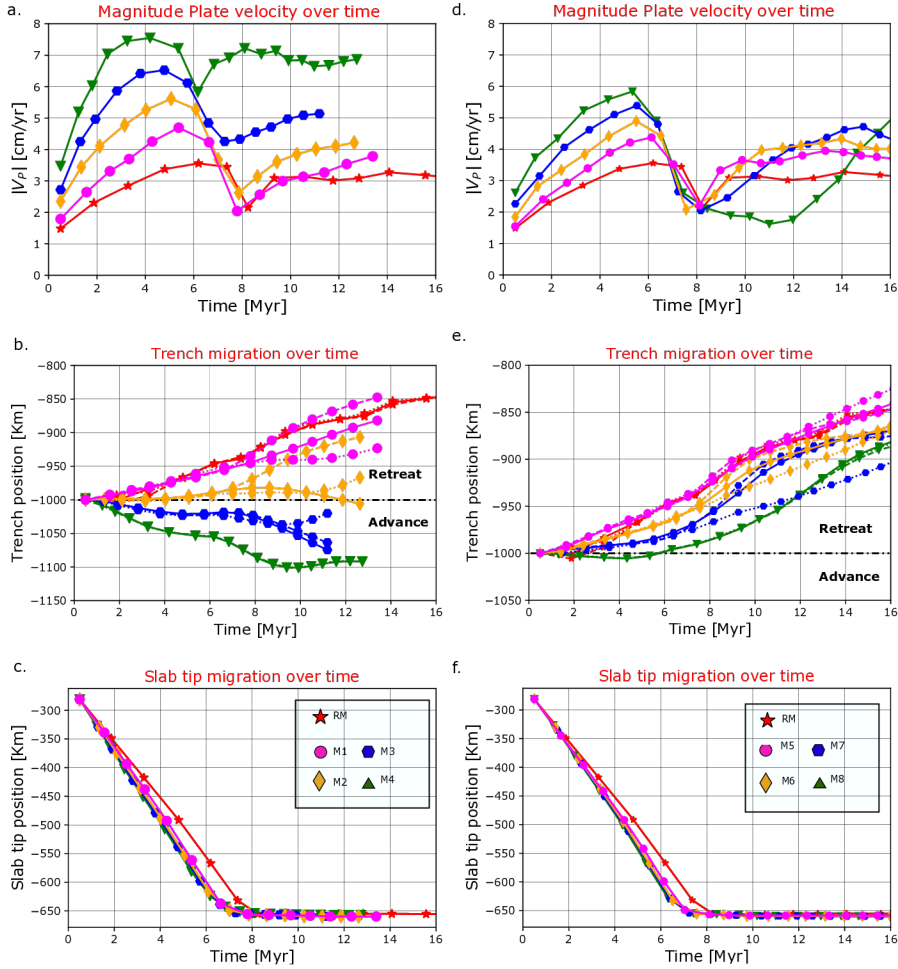 a.
Magnitude Plate velocity over time
8
7
6
5
4
3
2
1
0
|V_P| [cm/yr]
0 2 4 6 8 10 12 14 16
Time [Myr]
d.
Magnitude Plate velocity over time
8
7
6
5
4
3
2
1
0
|V_P| [cm/yr]
0 2 4 6 8 10 12 14 16
Time [Myr]
b.
Trench migration over time
−800
−850
−900
−950
−1000
−1050
−1100
−1150
Trench position [Km]
Retreat
Advance
0 2 4 6 8 10 12 14 16
Time [Myr]
e.
Trench migration over time
−800
−850
−900
−950
−1000
−1050
Trench position [Km]
Retreat
Advance
0 2 4 6 8 10 12 14 16
Time [Myr]
c.
Slab tip migration over time
−300
−350
−400
−450
−500
−550
−600
−650
Slab tip position [Km]
RM
M1 M3
M2 M4
0 2 4 6 8 10 12 14 16
Time [Myr]
f.
Slab tip migration over time
−300
−350
−400
−450
−500
−550
−600
−650
Slab tip position [Km]
RM
M5 M7
M6 M8
0 2 4 6 8 10 12 14 16
Time [Myr]